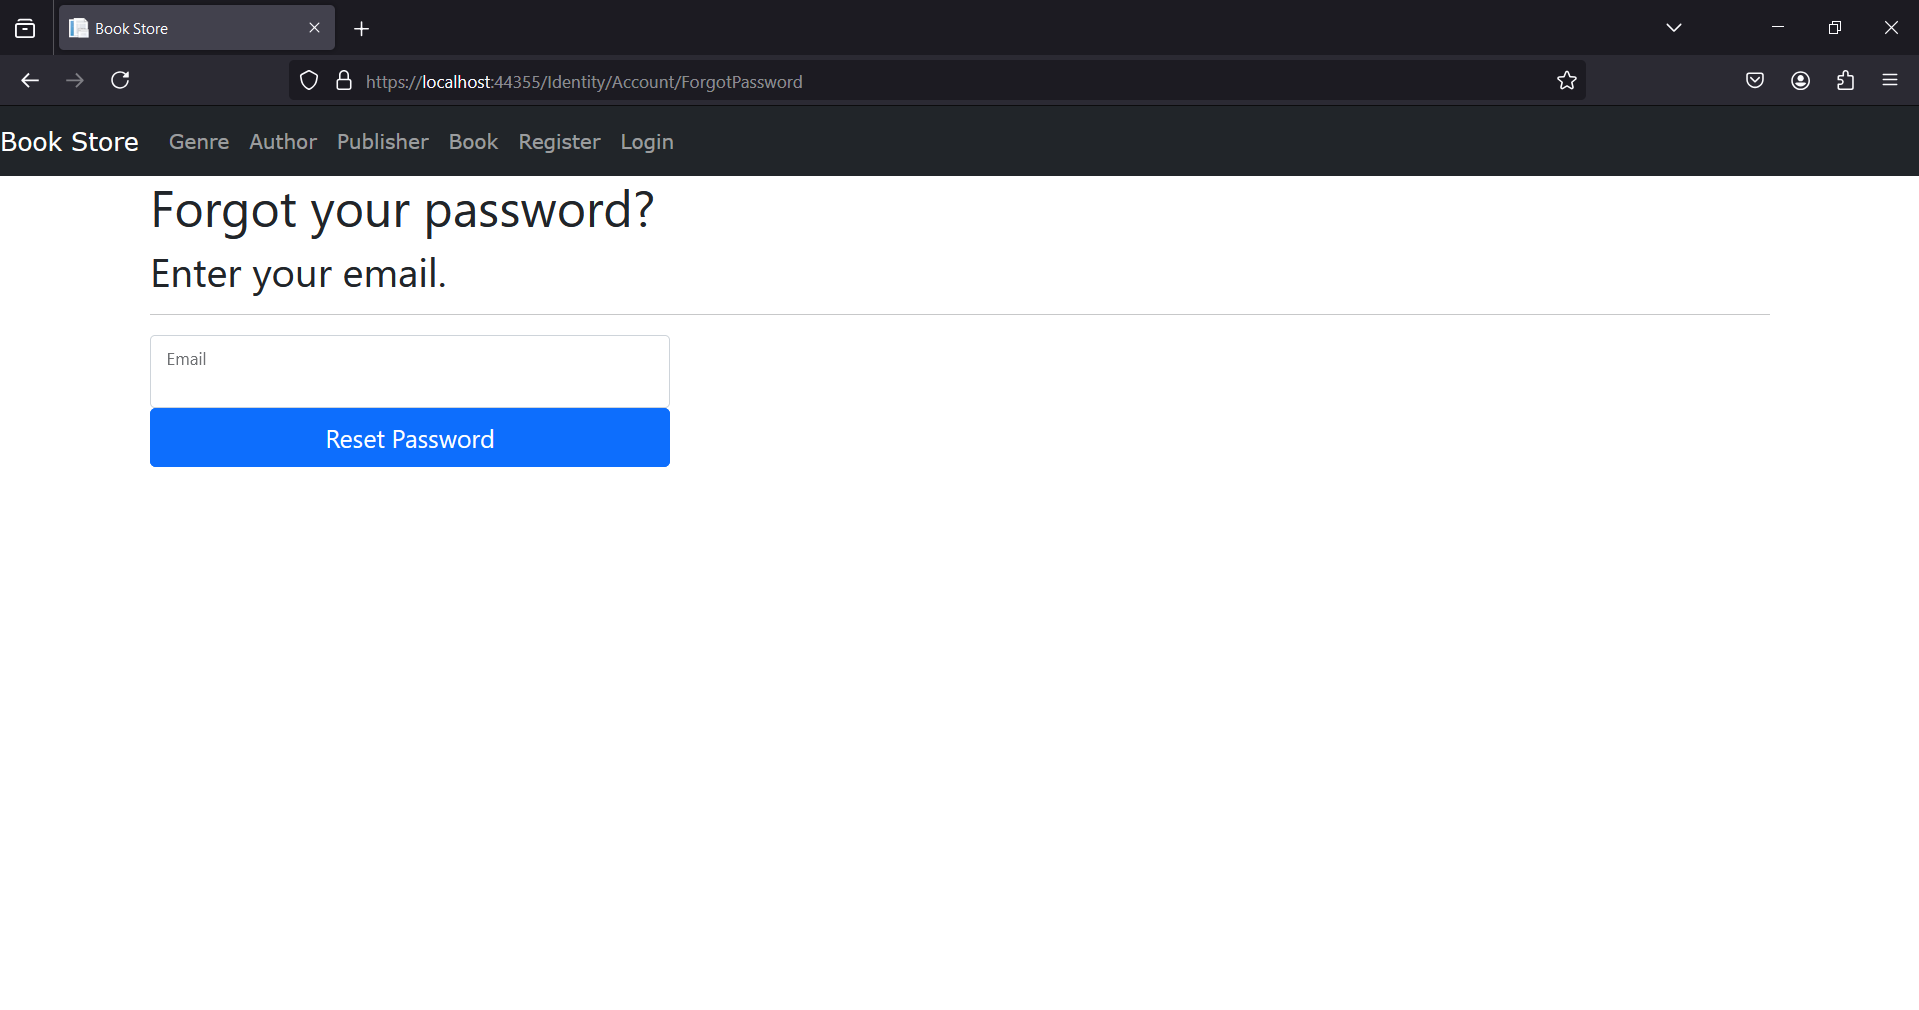 Book Store
https://localhost:44355/Identity/Account/ForgotPassword
Book Store Genre Author Publisher Book Register Login
Forgot your password?
Enter your email.
Email
Reset Password